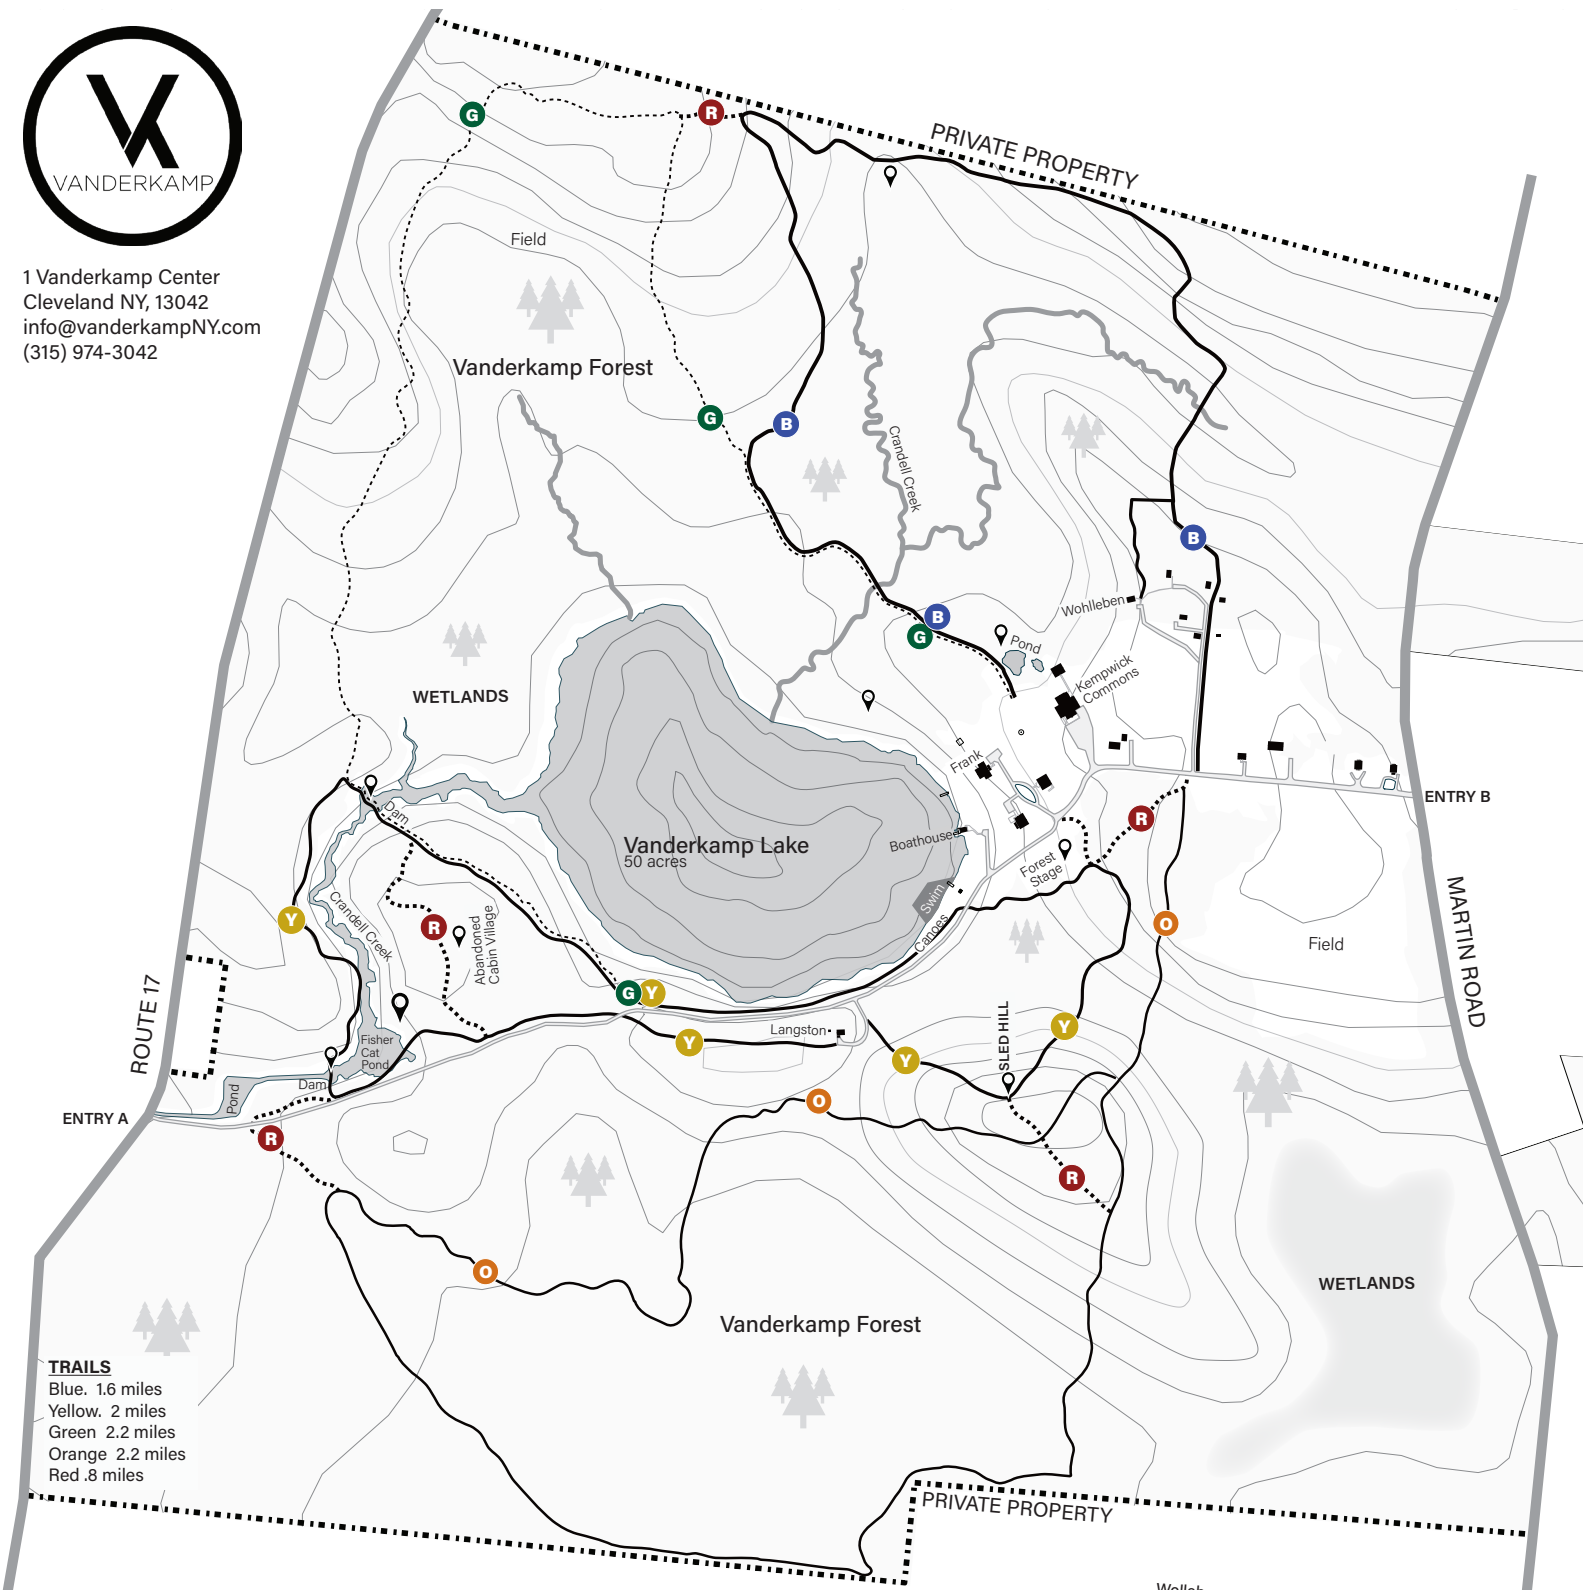 VANDERKAMP
1 Vanderkamp Center
Cleveland NY, 13042
info@vanderkampNY.com
(315) 974-3042
G
R
PRIVATE PROPERTY
Field
Vanderkamp Forest
G
B
Crandell Creek
B
Wohlleben
B
G
Pond
Kempwick
Commons
WETLANDS
Frank
ENTRY B
Dam
R
Vanderkamp Lake
50 acres
Boathouse
Forest
Stage
Swim
Canoes
Y
Crandell Creek
R
Abandoned
Cabin Village
O
Field
MARTIN ROAD
ROUTE 17
G
Y
Fisher
Cat
Pond
Y
Langston
Y
SLED HILL
Y
Dam
Pond
ENTRY A
R
O
R
O
WETLANDS
Vanderkamp Forest
TRAILS
Blue. 1.6 miles
Yellow. 2 miles
Green 2.2 miles
Orange 2.2 miles
Red .8 miles
PRIVATE PROPERTY